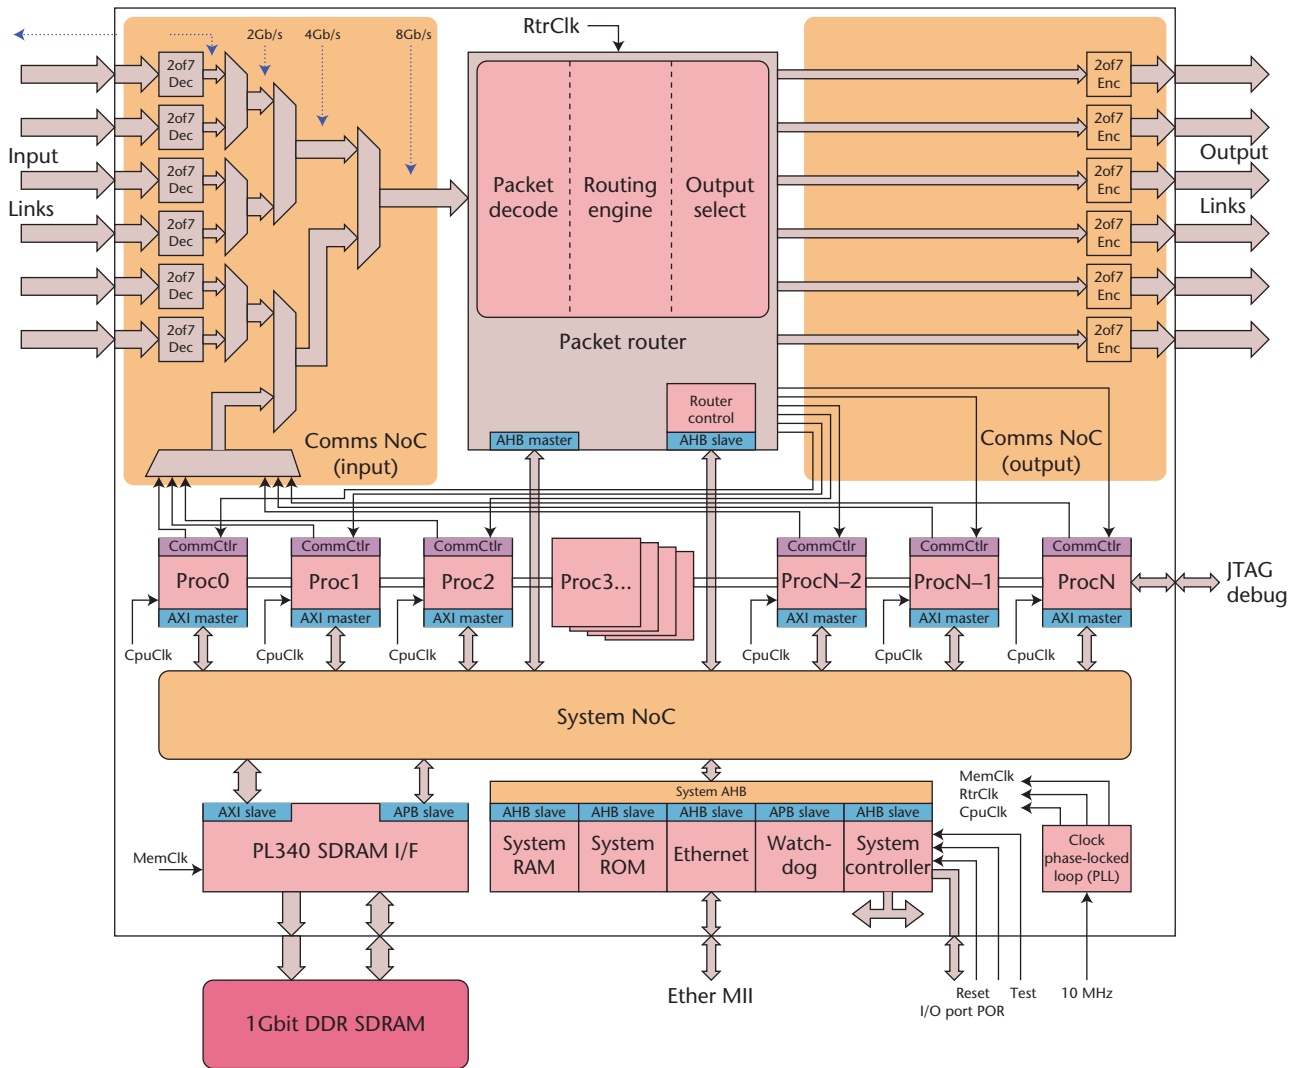 RtrClk
2Gb/s
4Gb/s
8Gb/s
2of7
Dec
2of7
Enc
2of7
Dec
2of7
Enc
Input
Output
2of7
Dec
Packet
decode
Routing
engine
Output
select
2of7
Enc
Links
Links
2of7
Dec
2of7
Enc
2of7
Dec
2of7
Enc
2of7
Dec
2of7
Enc
Packet router
Router
control
Comms NoC
(input)
AHB master
AHB slave
Comms NoC
(output)
CommCtlr
CommCtlr
CommCtlr
CommCtlr
CommCtlr
CommCtlr
Proc0
Proc1
Proc2
Proc3...
ProcN–2
ProcN–1
ProcN
JTAG
debug
AXI master
AXI master
AXI master
AXI master
AXI master
AXI master
CpuClk
CpuClk
CpuClk
CpuClk
CpuClk
CpuClk
System NoC
System AHB
MemClk
RtrClk
CpuClk
AXI slave
APB slave
AHB slave
AHB slave
AHB slave
APB slave
AHB slave
MemClk
PL340 SDRAM I/F
System
RAM
System
ROM
Ethernet
Watch-
dog
System
controller
Clock
phase-locked
loop (PLL)
Ether MII
Reset
Test
10 MHz
I/O port POR
1Gbit DDR SDRAM